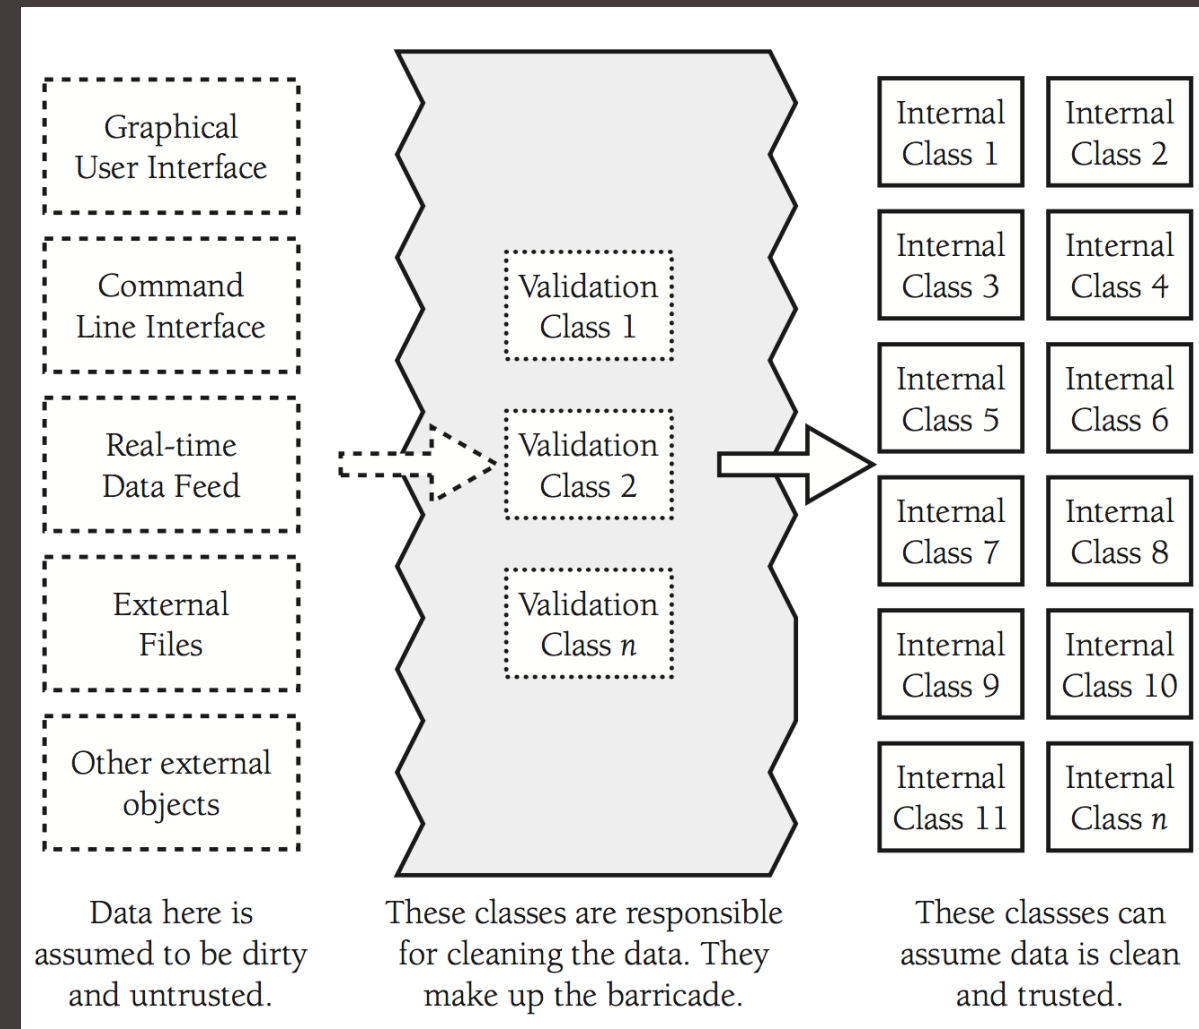 Graphical
User Interface
Command
Line Interface
Real-time
Data Feed
External
Files
Other external
objects
Data here is
assumed to be dirty
and untrusted.
Validation
Class 1
Validation
Class 2
Validation
Class n
These classes are responsible
for cleaning the data. They
make up the barricade.
Internal
Class 1
Internal
Class 2
Internal
Class 3
Internal
Class 4
Internal
Class 5
Internal
Class 6
Internal
Class 7
Internal
Class 8
Internal
Class 9
Internal
Class 10
Internal
Class 11
Internal
Class n
These classses can
assume data is clean
and trusted.